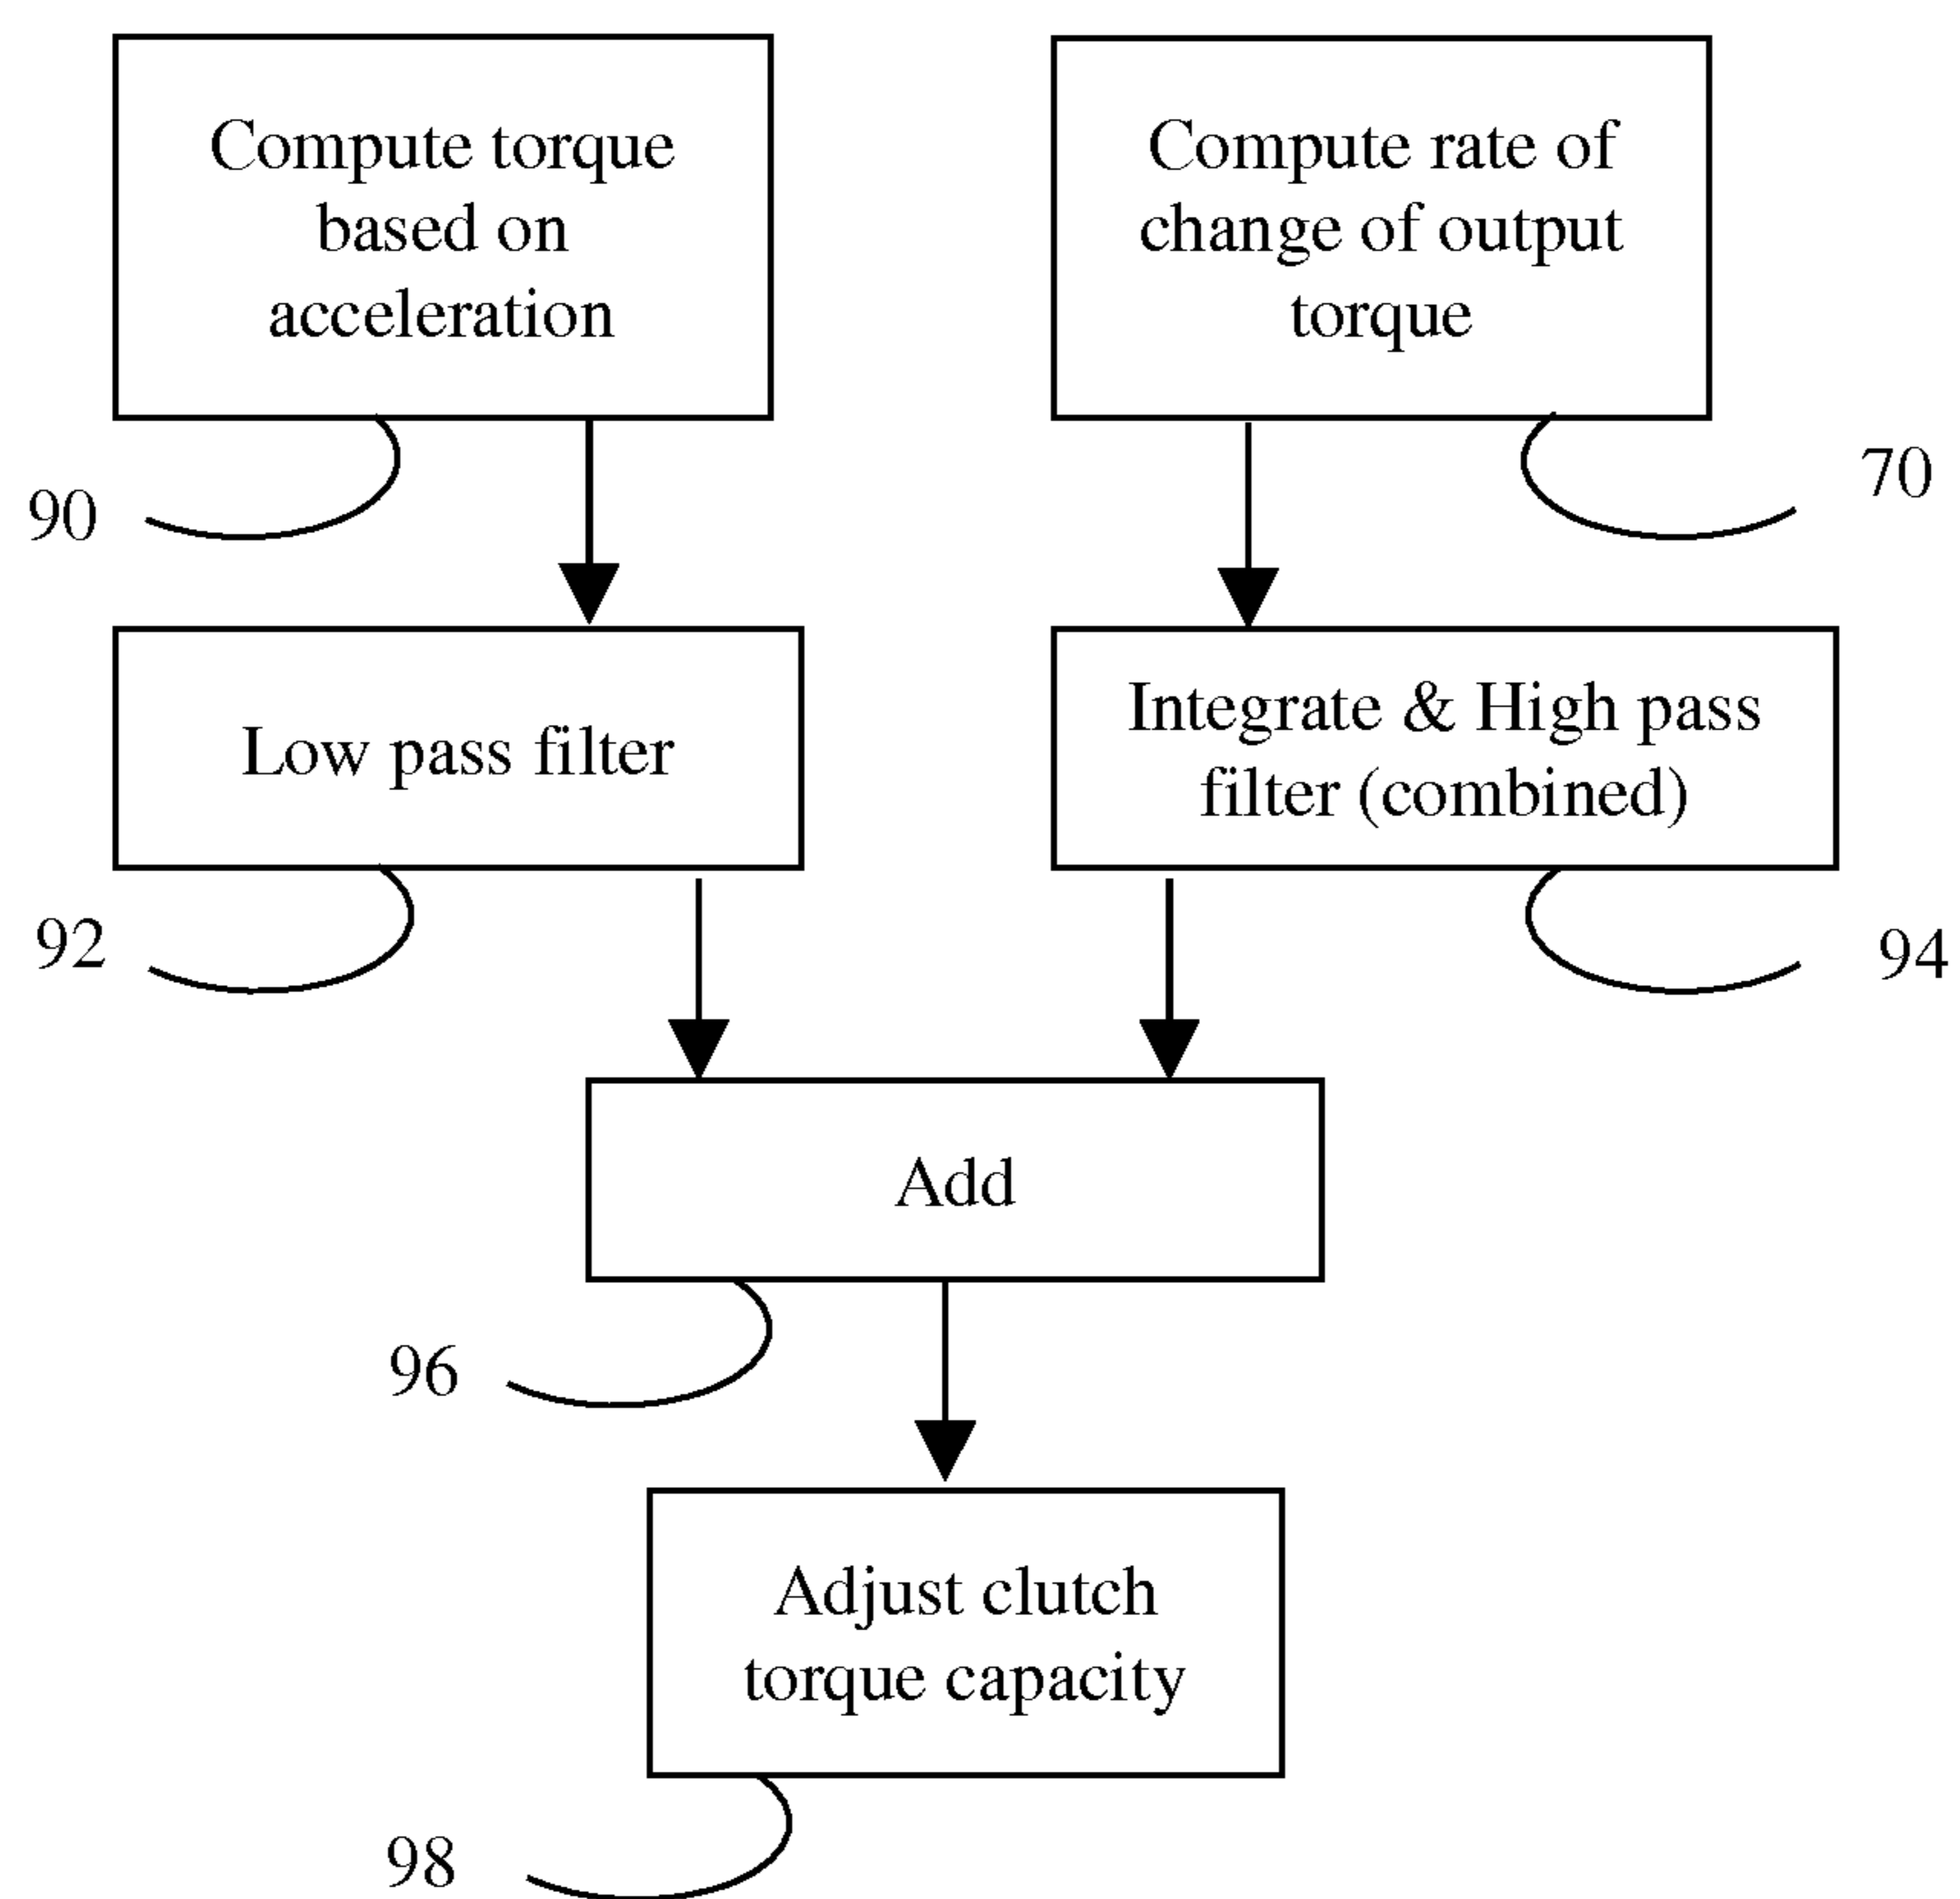 Compute torque
based on
acceleration
Compute rate of
change of output
torque
90
70
Low pass filter
Integrate & High pass
filter (combined)
92
94
Add
96
Adjust clutch
torque capacity
98